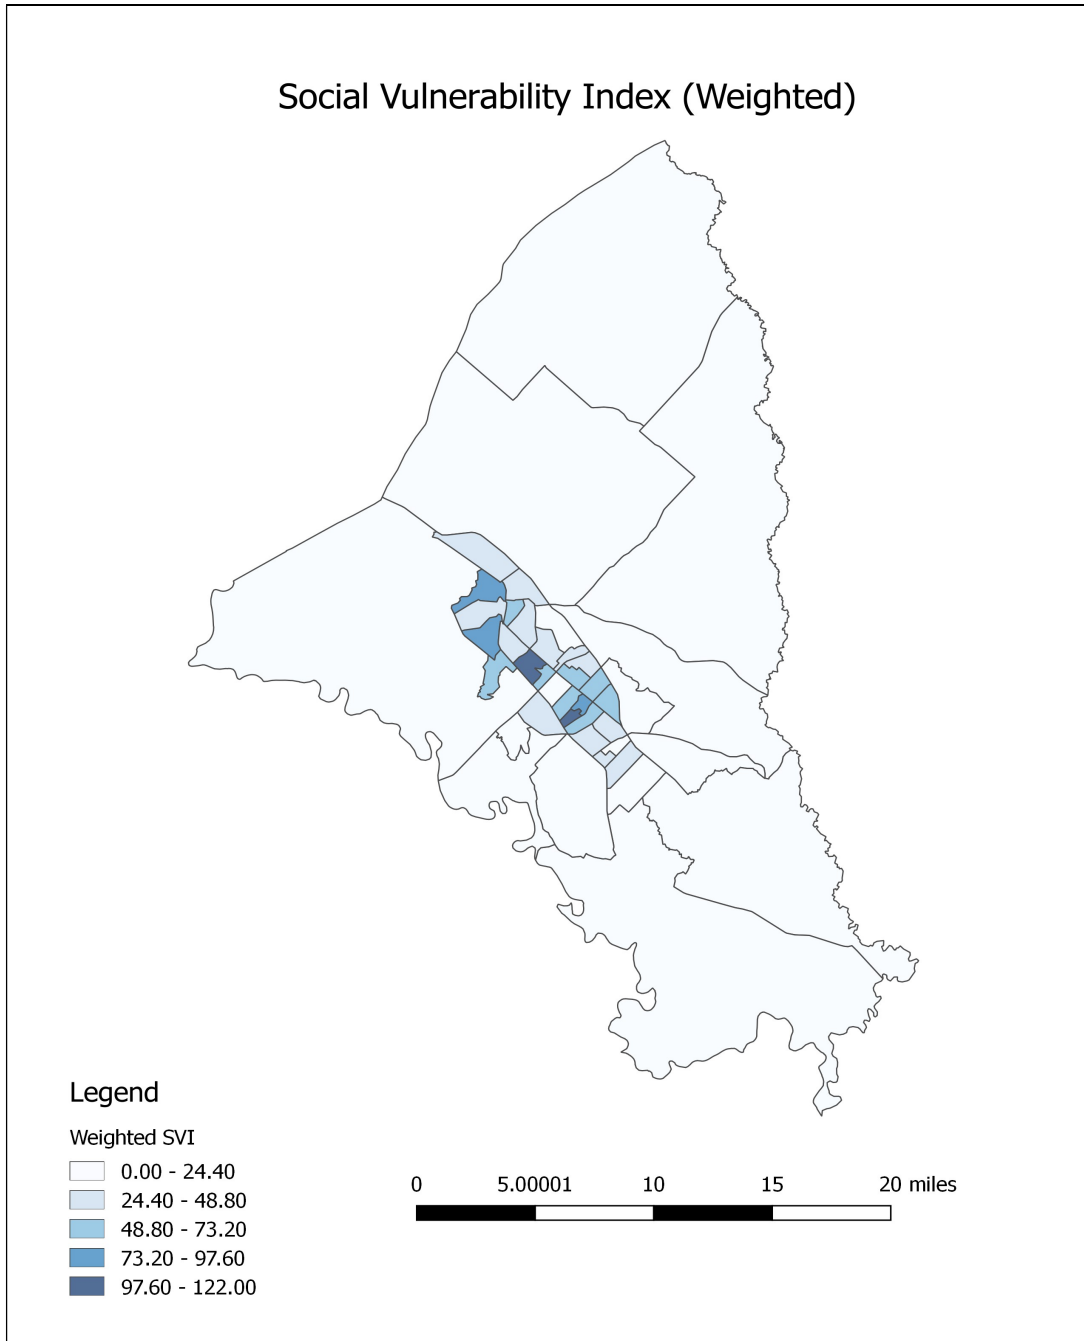 Social Vulnerability Index (Weighted)
Legend
Weighted SVI
0.00 - 24.40
24.40 - 48.80
48.80 - 73.20
73.20 - 97.60
97.60 - 122.00
0 5.00001 10 15 20 miles